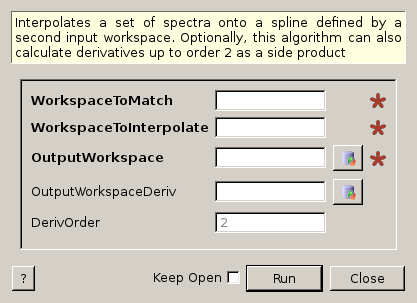 Interpolates a set of spectra onto a spline defined by a
second input workspace. Optionally, this algorithm can also
calculate derivatives up to order 2 as a side product
WorkspaceToMatch
WorkspaceToInterpolate
OutputWorkspace
OutputWorkspaceDeriv
DerivOrder 2
? Keep Open Run Close